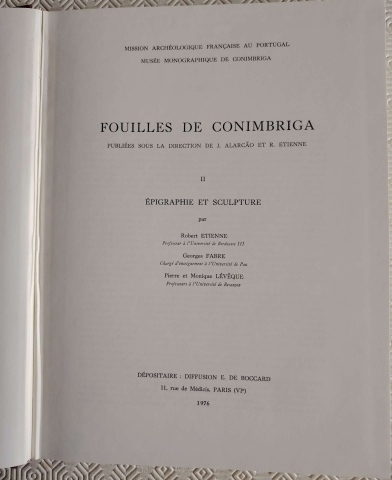 MISSION ARCHÉOLOGIQUE FRANÇAISE AU PORTUGAL
MUSÉE MONOGRAPHIQUE DE CONIMBRIGA
FOUILLES DE CONIMBRIGA
PUBLIÉES SOUS LA DIRECTION DE J. ALARCÃO ET R. ETIENNE
II
ÉPIGRAPHIE ET SCULPTURE
par
Robert ETIENNE
Professeur à l'Université de Bordeaux III
Georges FABRE
Chargé d'enseignement à l'Université de Pau
Pierre et Monique LÉVÊQUE
Professeurs à l'Université de Besançon
DÉPOSITAIRE : DIFFUSION E. DE BOCCARD
11, rue de Médicis, PARIS (VIe)
1976